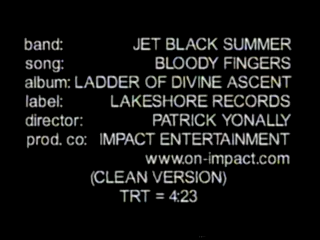 band: JET BLACK SUMMER
song: BLOODY FINGERS
album: LADDER OF DIVINE ASCENT
label: LAKESHORE RECORDS
director: PATRICK YONALLY
prod. co: IMPACT ENTERTAINMENT
www.on-impact.com
(CLEAN VERSION)
TRT = 4:23